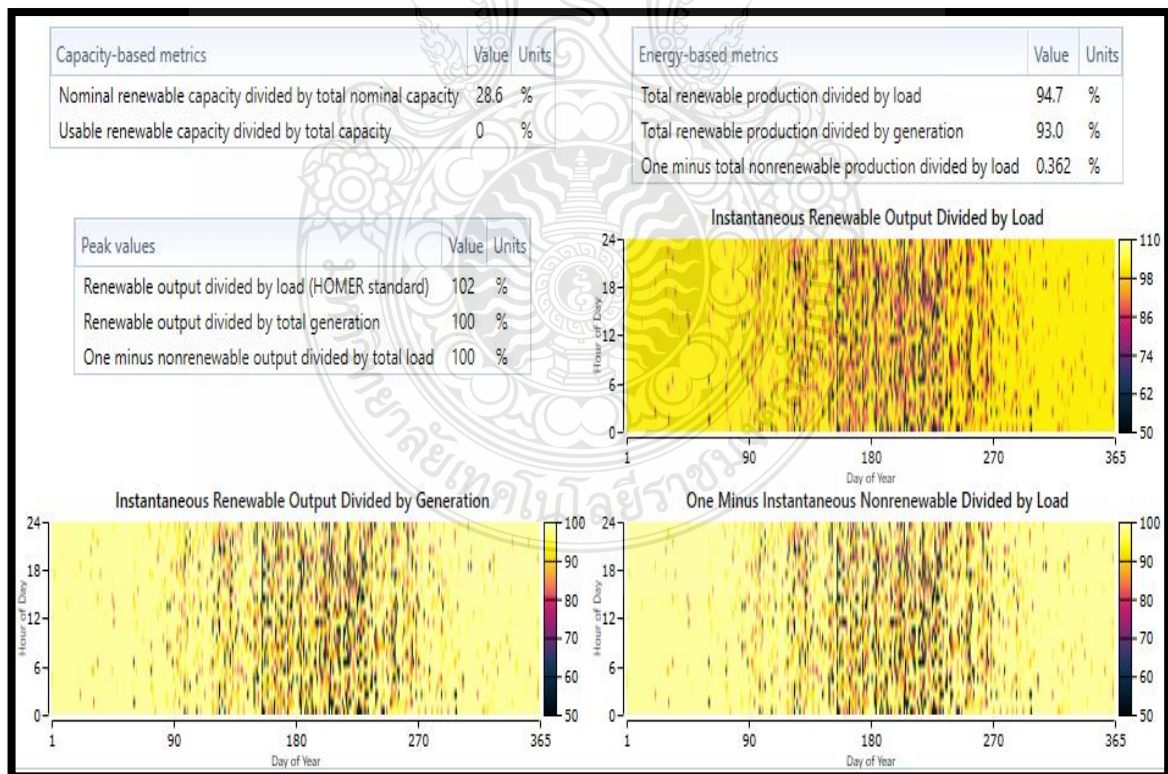 Capacity-based metrics Value Units
Nominal renewable capacity divided by total nominal capacity 28.6 %
Usable renewable capacity divided by total capacity 0 %
Energy-based metrics Value Units
Total renewable production divided by load 94.7 %
Total renewable production divided by generation 93.0 %
One minus total nonrenewable production divided by load 0.362 %
Peak values Value Units
Renewable output divided by load (HOMER standard) 102 %
Renewable output divided by total generation 100 %
One minus nonrenewable output divided by total load 100 %
Instantaneous Renewable Output Divided by Load
Hour of Day
24
18
12
6
0
1 90 180 270 365
Day of Year
110
98
86
74
62
50
Instantaneous Renewable Output Divided by Generation
Hour of Day
24
18
12
6
0
1 90 180 270 365
Day of Year
100
90
80
70
60
50
One Minus Instantaneous Nonrenewable Divided by Load
Hour of Day
24
18
12
6
0
1 90 180 270 365
Day of Year
100
90
80
70
60
50